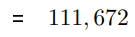 = 111,672